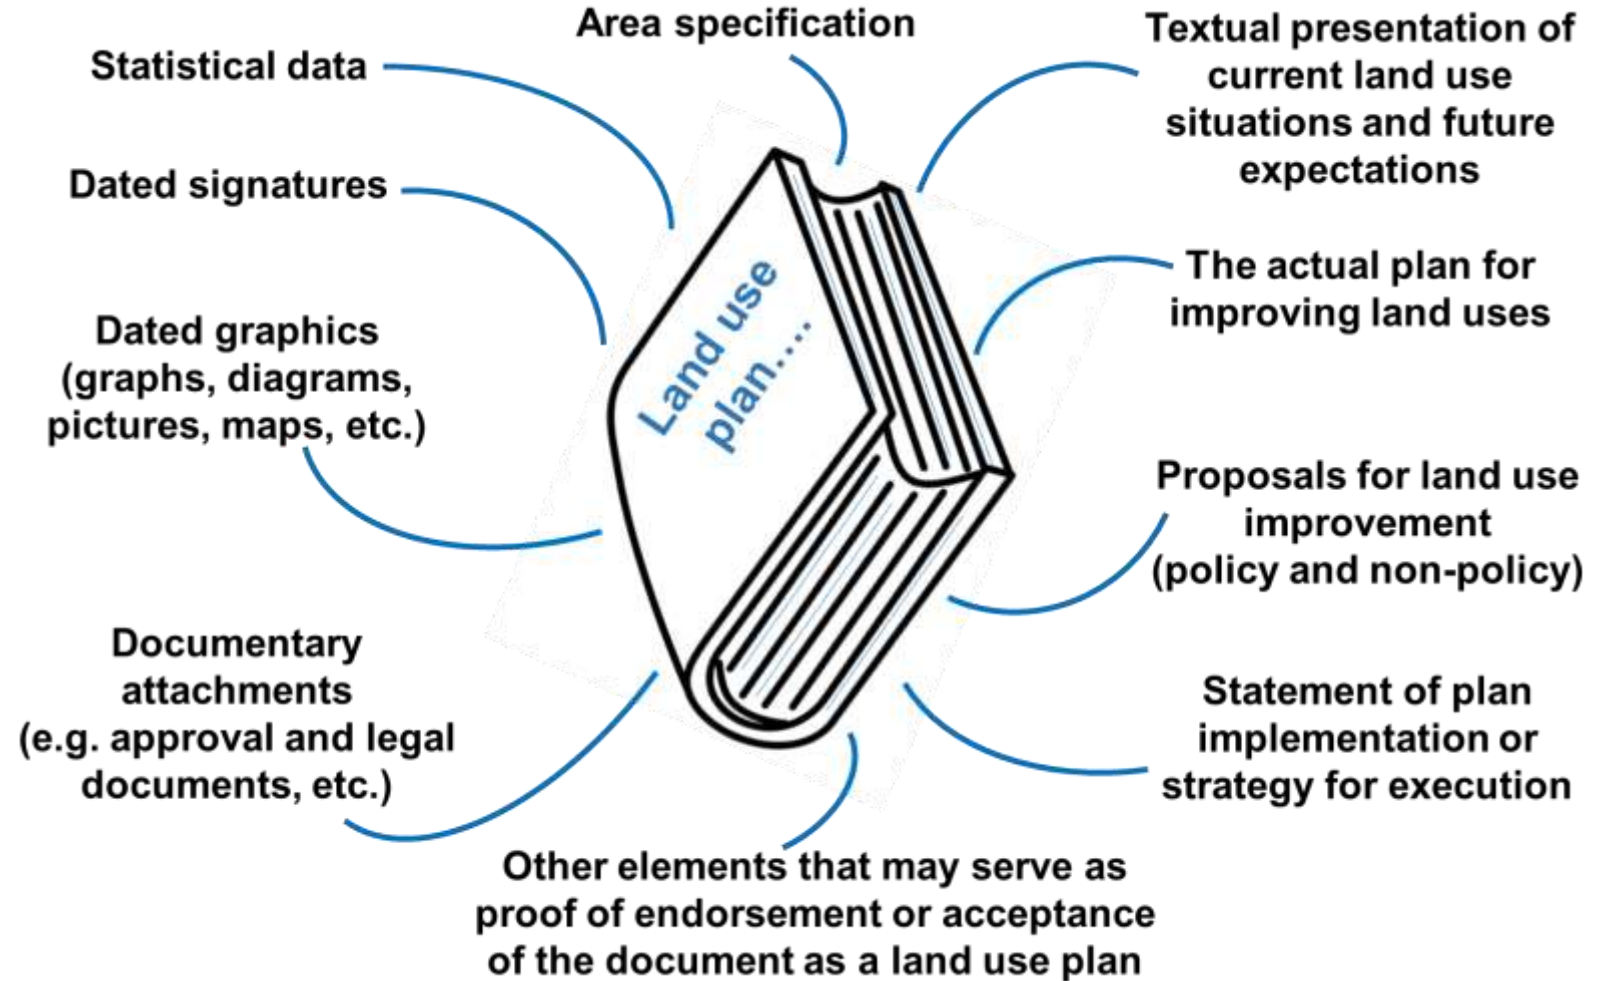 Area specification
Statistical data
Dated signatures
Dated graphics
(graphs, diagrams,
pictures, maps, etc.)
Documentary
attachments
(e.g. approval and legal
documents, etc.)
Land use
plan....
Textual presentation of
current land use
situations and future
expectations
The actual plan for
improving land uses
Proposals for land use
improvement
(policy and non-policy)
Statement of plan
implementation or
strategy for execution
Other elements that may serve as
proof of endorsement or acceptance
of the document as a land use plan